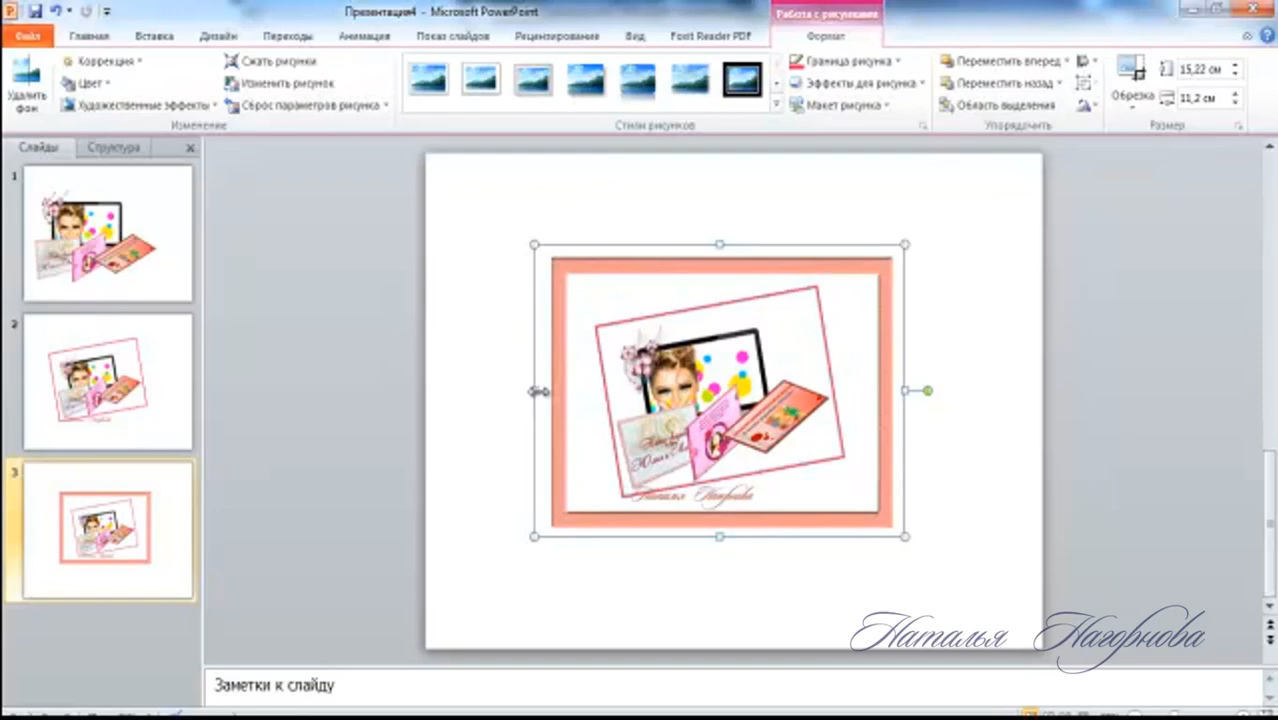 Презентация4 - Microsoft PowerPoint
Работа с рисунками
Файл Главная Вставка Дизайн Переходы Анимация Показ слайдов Рецензирование Вид Foxit Reader PDF Формат
Удалить фон
Коррекция
Цвет
Художественные эффекты
Сжать рисунки
Изменить рисунок
Сброс параметров рисунка
Изменение
Стили рисунков
Граница рисунка
Эффекты для рисунка
Макет рисунка
Переместить вперед
Переместить назад
Область выделения
Упорядочить
Обрезка
15,22 см
11,2 см
Размер
Слайды Структура
1
2
3
Наталья Нагорнова
Наталья Нагорнова
Заметки к слайду